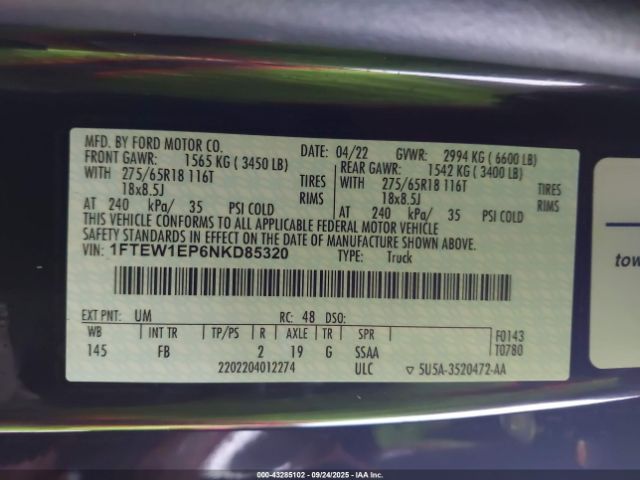 MFD. BY FORD MOTOR CO. DATE: 04/22 GVWR: 2994 KG ( 6600 LB)
FRONT GAWR: 1565 KG ( 3450 LB) REAR GAWR: 1542 KG ( 3400 LB)
WITH 275/65R18 116T TIRES WITH 275/65R18 116T TIRES
18x8.5J RIMS 18x8.5J RIMS
AT 240 kPa/ 35 PSI COLD AT 240 kPa/ 35 PSI COLD
THIS VEHICLE CONFORMS TO ALL APPLICABLE FEDERAL MOTOR VEHICLE
SAFETY STANDARDS IN EFFECT ON THE DATE OF MANUFACTURE SHOWN ABOVE.
VIN: 1FTEW1EP6NKD85320 TYPE: Truck
EXT PNT: UM RC: 48 DSO: F0143
WB INT TR TP/PS R AXLE TR SPR T0780
145 FB 2 19 G SSAA
2202204012274 ULC ▽ 5U5A-3520472-AA
tow
000-43285102 - 09/24/2025 - IAAI.com